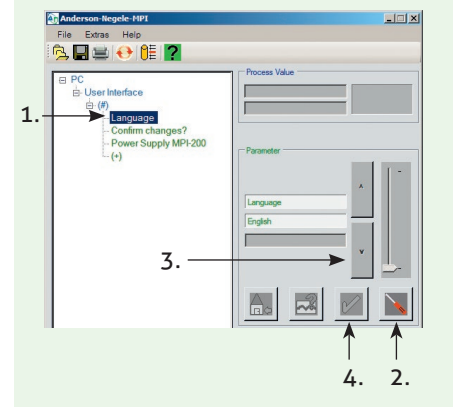 Anderson-Negele-MPI
File Extras Help
PC
User Interface
(#)
Language
Confirm changes?
Power Supply MPI-200
(+)
Process Value
Parameter
Language
English
1.
3.
4.
2.